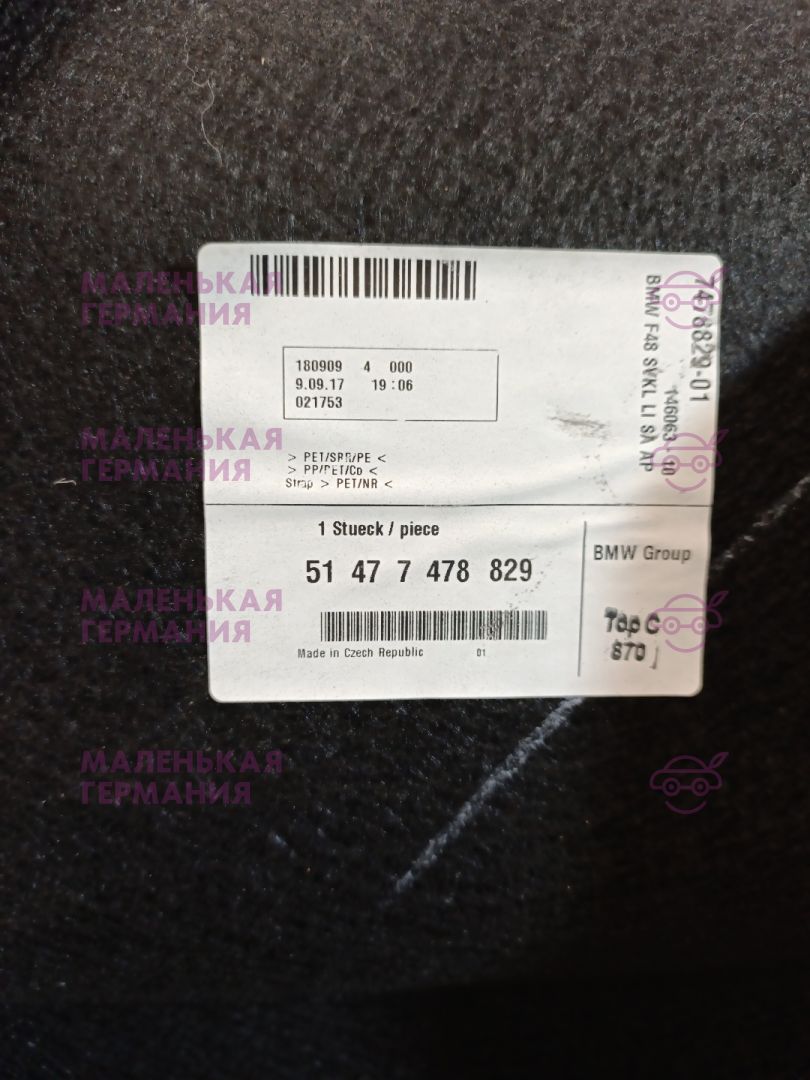 180909 4 000
9.09.17 19:06
021753
> PET/SBR/PE <
> PP/PET/Co <
Strap > PET/NR <
7478829-01
146063 - 10
BMW F48 SVKL LI SA AP
1 Stueck / piece
51 47 7 478 829
Made in Czech Republic 01
BMW Group
Top C
870
МАЛЕНЬКАЯ
ГЕРМАНИЯ
МАЛЕНЬКАЯ
ГЕРМАНИЯ
МАЛЕНЬКАЯ
ГЕРМАНИЯ
МАЛЕНЬКАЯ
ГЕРМАНИЯ